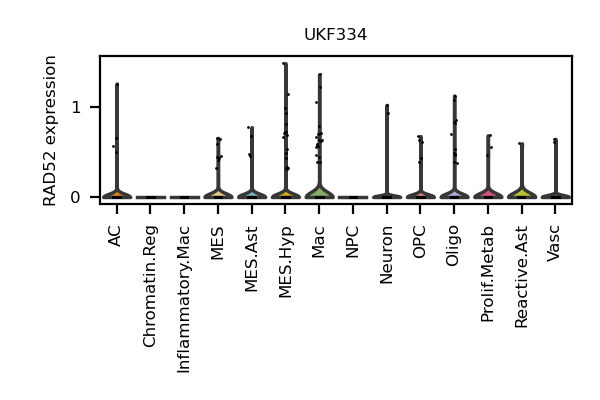 UKF334
RAD52 expression
1
0
AC
Chromatin.Reg
Inflammatory.Mac
MES
MES.Ast
MES.Hyp
Mac
NPC
Neuron
OPC
Oligo
Prolif.Metab
Reactive.Ast
Vasc